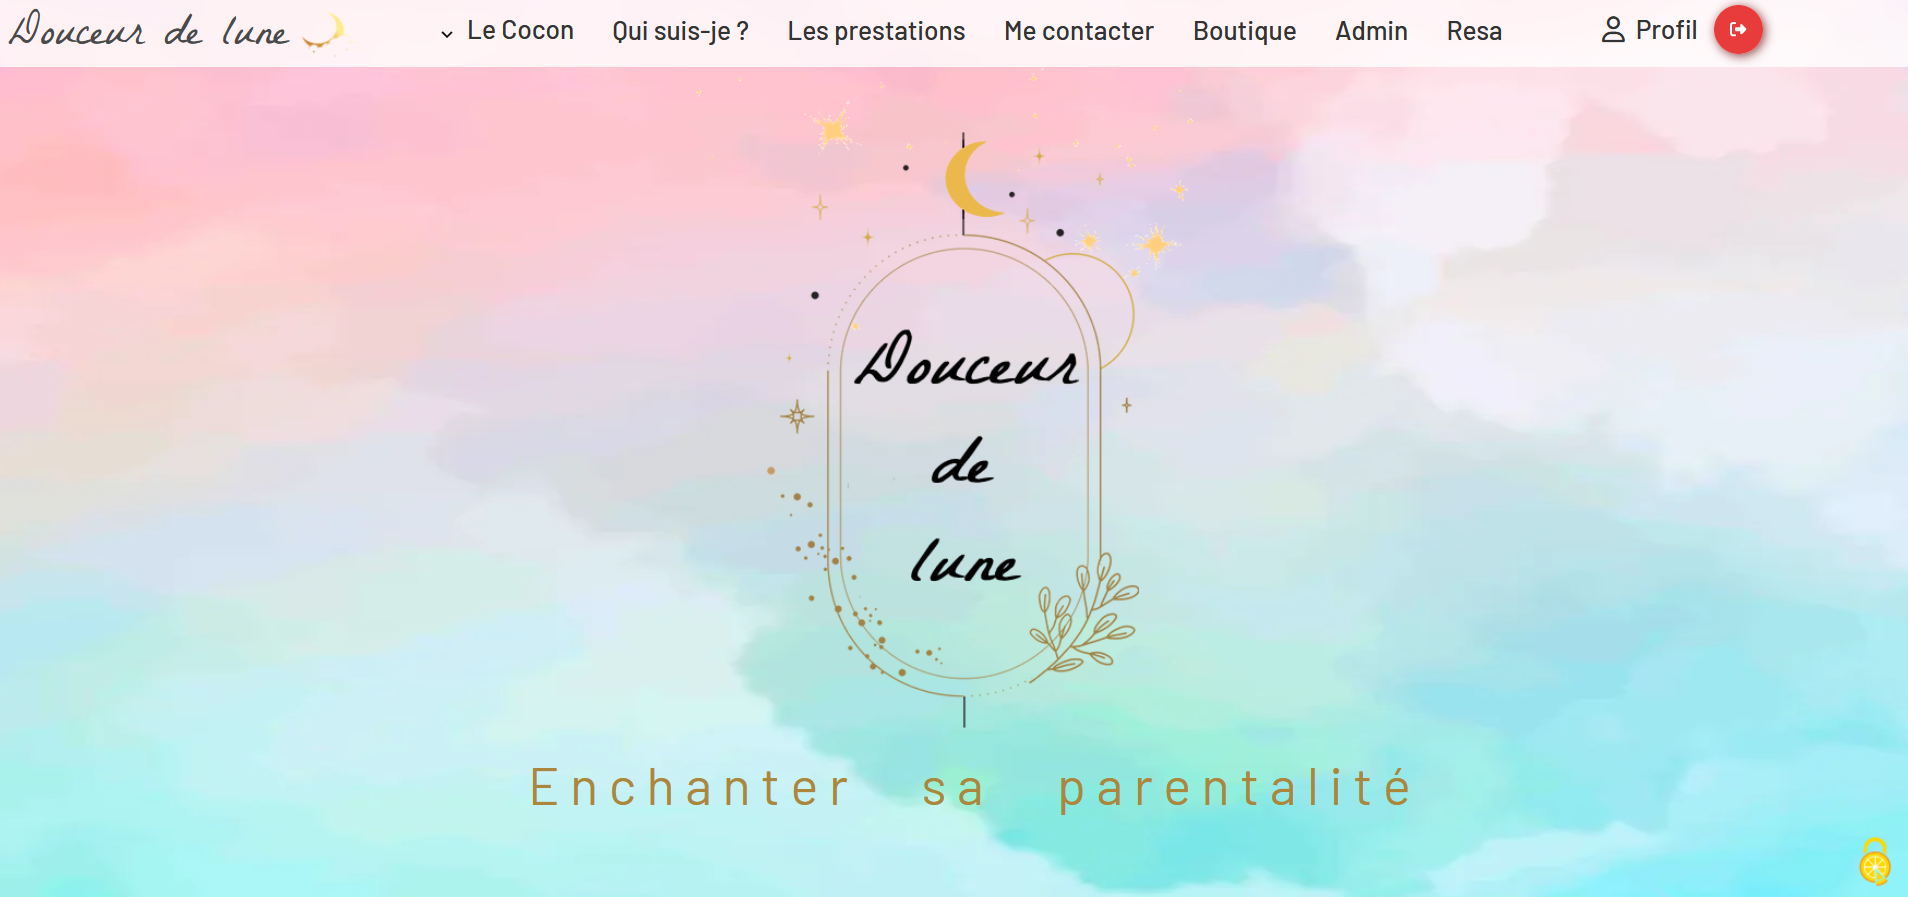 Douceur de lune
Le Cocon
Qui suis-je ?
Les prestations
Me contacter
Boutique
Admin
Resa
Profil
Douceur
de
lune
Enchanter sa parentalité